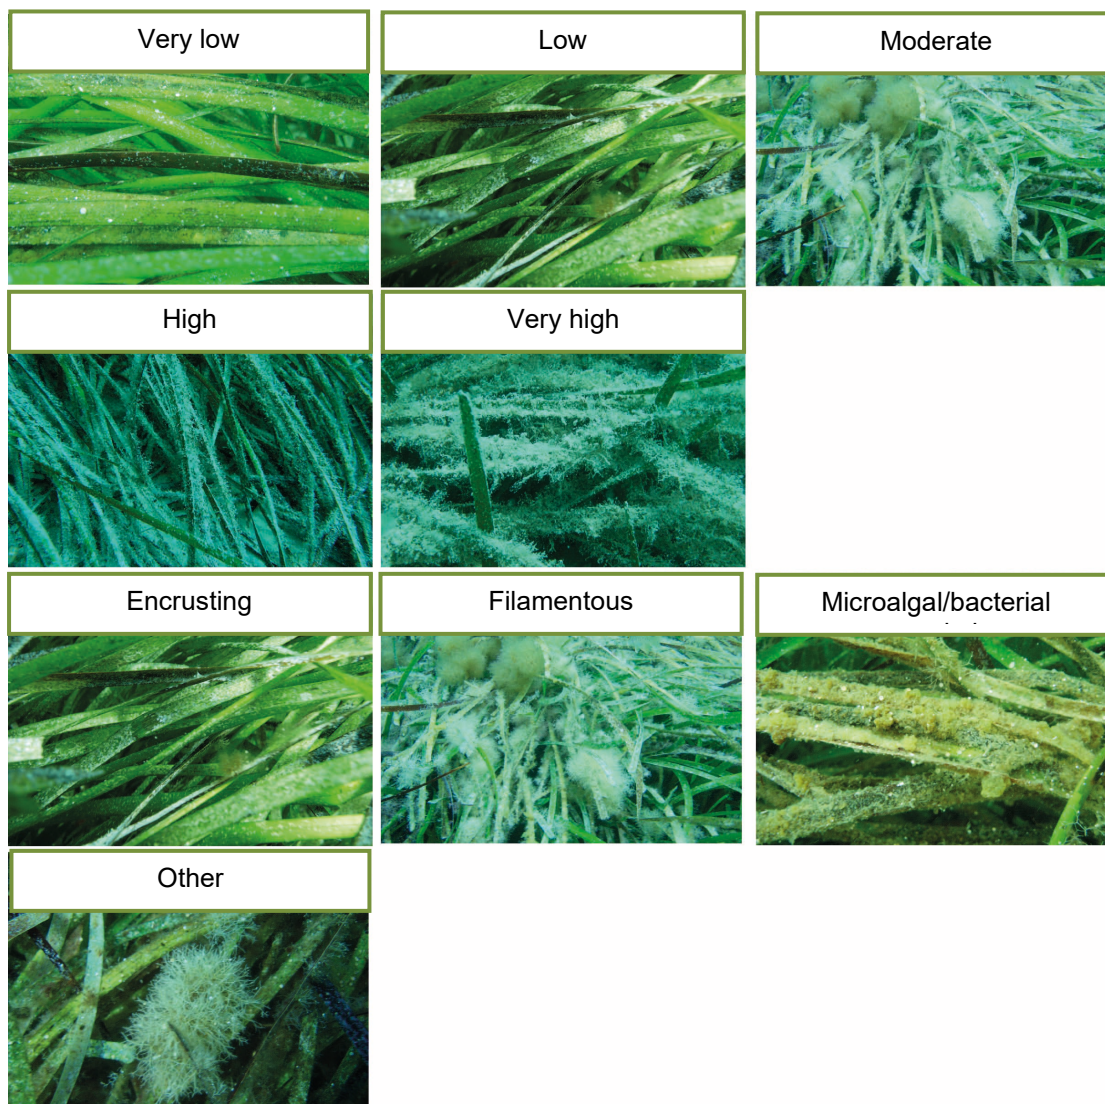 Very low
Low
Moderate
High
Very high
Encrusting
Filamentous
Microalgal/bacterial
Other